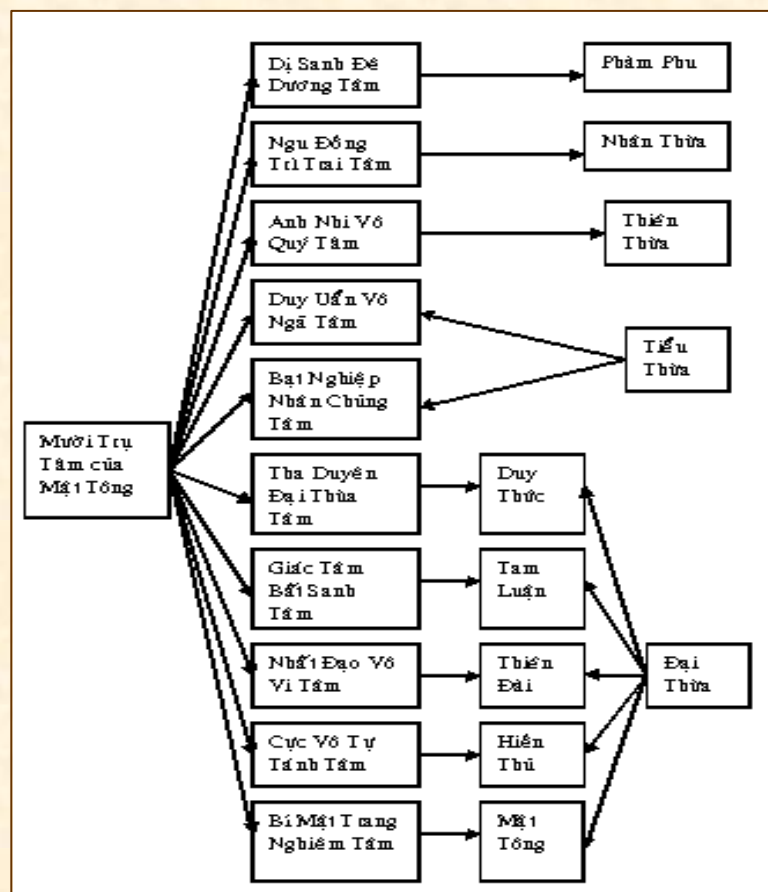 Dị Sanh Đê
Dương Tâm
Phàm Phu
Ngu Đồng
Trì Trai Tâm
Nhân Thừa
Anh Nhi Vô
Quý Tâm
Thiên
Thừa
Duy Uẩn Vô
Ngã Tâm
Tiểu
Thừa
Bạt Nghiệp
Nhân Chủng
Tâm
Mười Trụ
Tâm của
Mật Tông
Tha Duyên
Đại Thừa
Tâm
Duy
Thức
Giác Tâm
Bất Sanh
Tâm
Tam
Luận
Nhất Đạo Vô
Vi Tâm
Thiên
Đài
Đại
Thừa
Cực Vô Tự
Tánh Tâm
Hiền
Thủ
Bí Mật Trang
Nghiêm Tâm
Mật
Tông